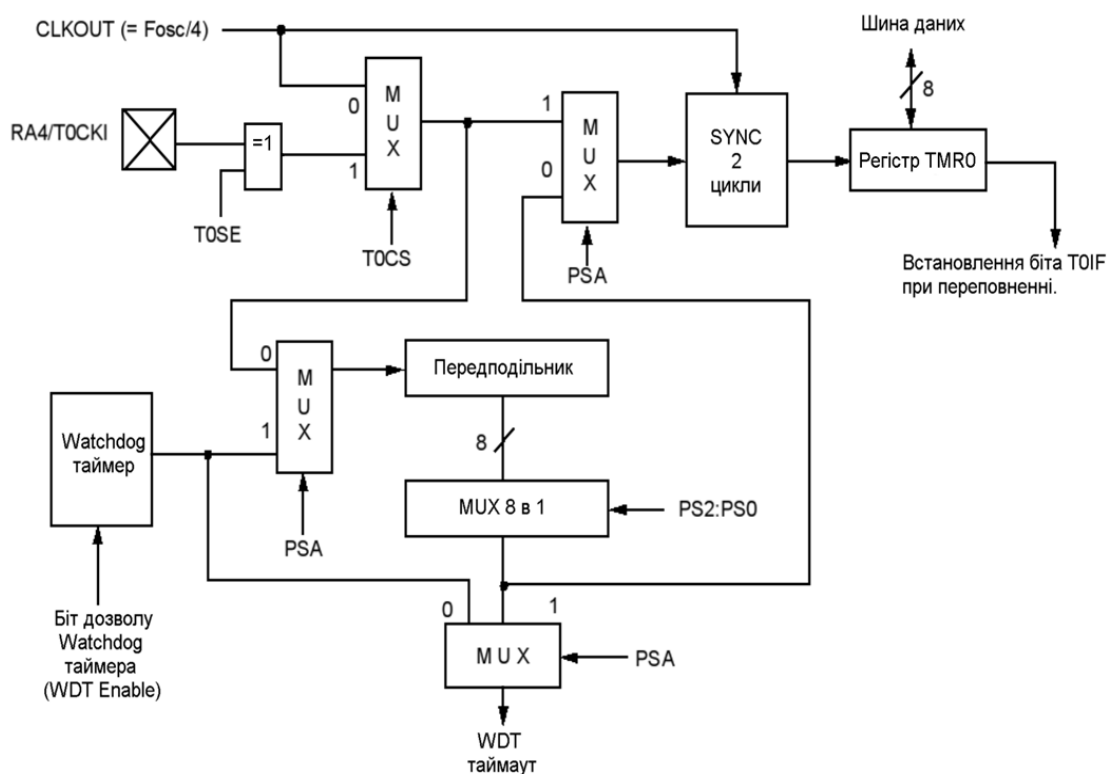 CLKOUT (= Fosc/4)
Шина даних
8
RA4/T0CKI
=1
0
1
M
U
X
T0SE
T0CS
1
0
M
U
X
PSA
SYNC
2
цикли
Регістр TMR0
Встановлення біта T0IF
при переповненні.
0
1
M
U
X
PSA
Передподільник
8
MUX 8 в 1
PS2:PS0
Watchdog
таймер
Біт дозволу
Watchdog
таймера
(WDT Enable)
0
1
M U X
PSA
WDT
таймаут